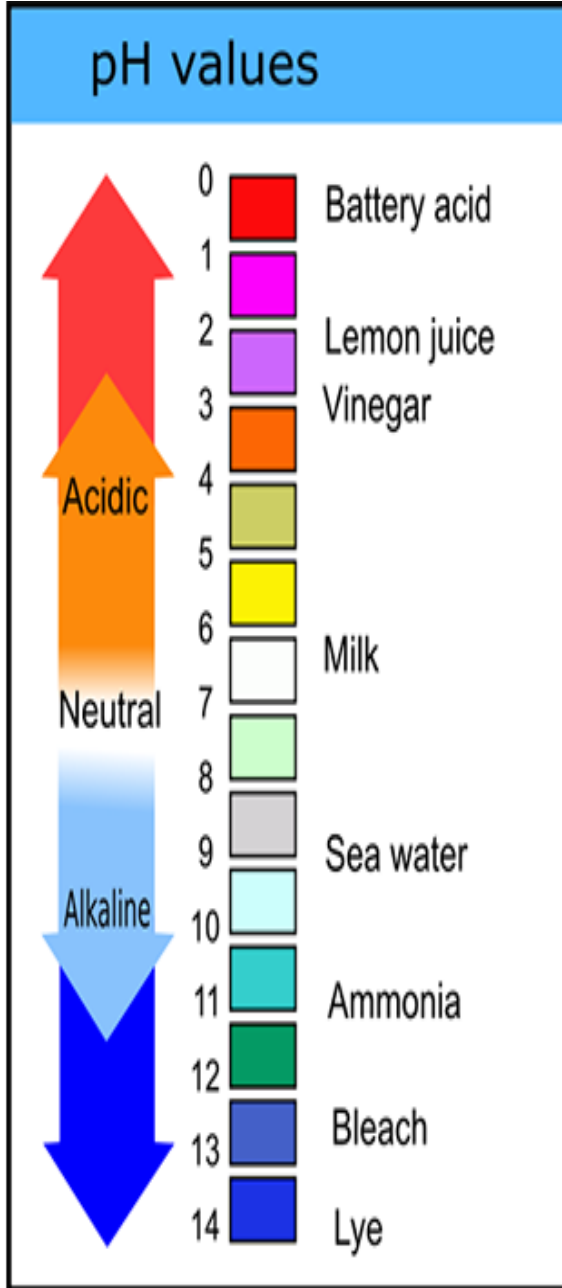 pH values
0
Battery acid
1
2
Lemon juice
3
Vinegar
4
Acidic
5
6
Milk
7
Neutral
8
9
Sea water
Alkaline
10
11
Ammonia
12
Bleach
13
14
Lye